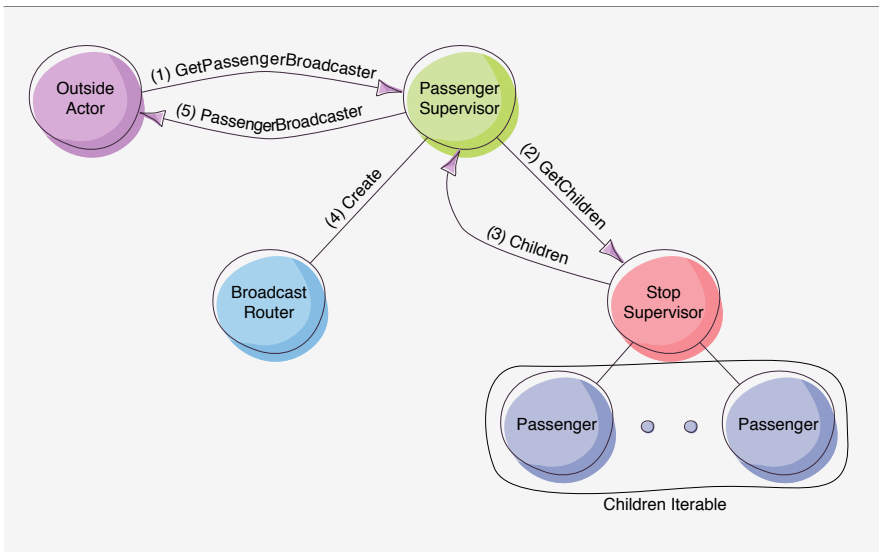 (1) GetPassengerBroadcaster
Outside
Actor
Passenger
Supervisor
(5) PassengerBroadcaster
(2) GetChildren
(4) Create
(3) Children
Broadcast
Router
Stop
Supervisor
Passenger
Passenger
Children Iterable